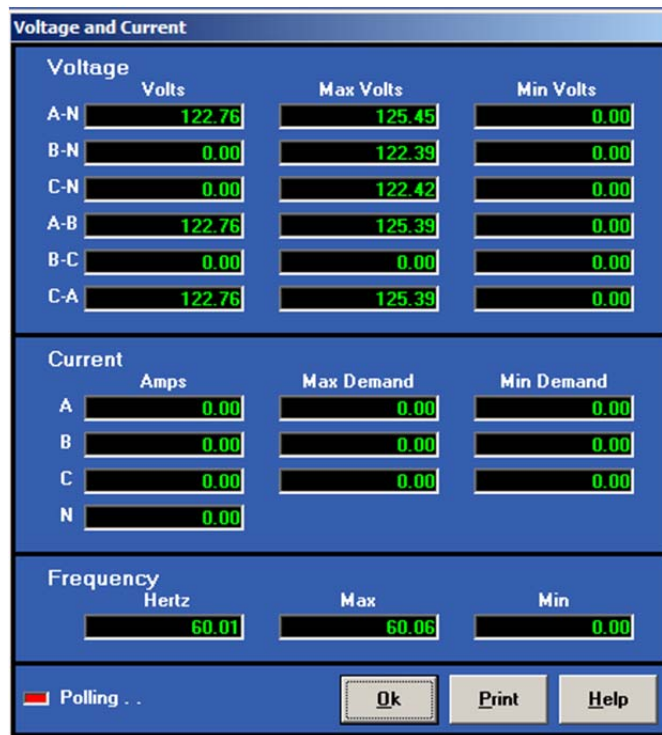 Voltage and Current
Voltage
Volts Max Volts Min Volts
A-N 122.76 125.45 0.00
B-N 0.00 122.39 0.00
C-N 0.00 122.42 0.00
A-B 122.76 125.39 0.00
B-C 0.00 0.00 0.00
C-A 122.76 125.39 0.00
Current
Amps Max Demand Min Demand
A 0.00 0.00 0.00
B 0.00 0.00 0.00
C 0.00 0.00 0.00
N 0.00
Frequency
Hertz Max Min
60.01 60.06 0.00
Polling . . Ok Print Help